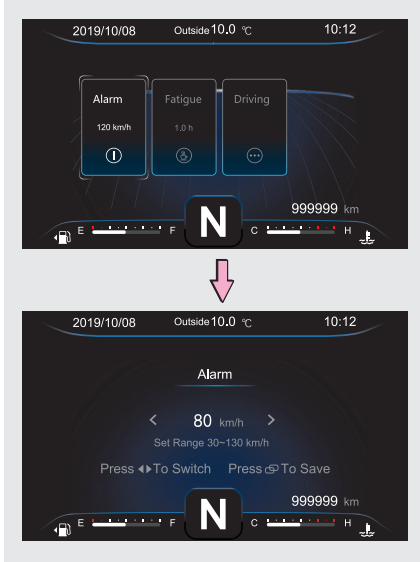 2019/10/08 Outside 10.0 °C 10:12
Alarm Fatigue Driving
120 km/h 1.0 h
999999 km
E F N C H
2019/10/08 Outside 10.0 °C 10:12
Alarm
< 80 km/h >
Set Range 30~130 km/h
Press ◀▶ To Switch Press To Save
999999 km
E F N C H